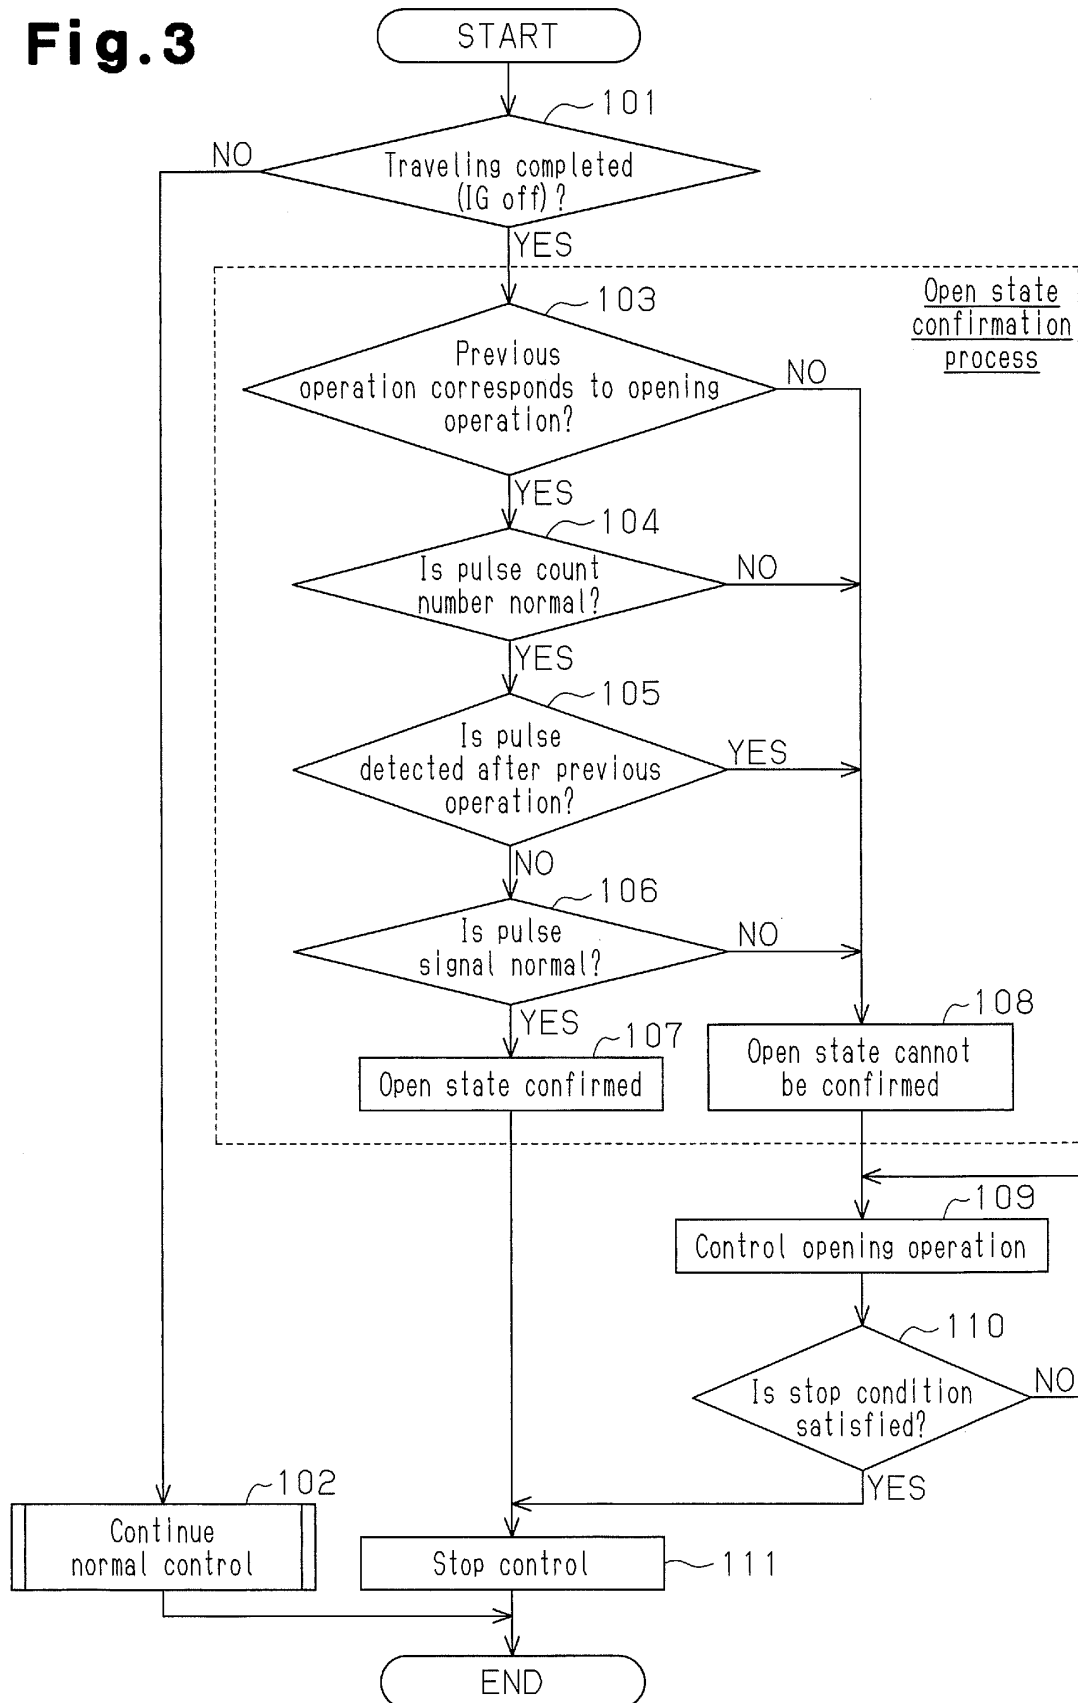 Fig.3
START
101
NO
Traveling completed
(IG off)?
YES
Open state
confirmation
process
103
Previous
operation corresponds to opening
operation?
NO
YES
104
Is pulse count
number normal?
NO
YES
105
Is pulse
detected after previous
operation?
YES
NO
106
Is pulse
signal normal?
NO
YES
107
Open state confirmed
108
Open state cannot
be confirmed
109
Control opening operation
110
Is stop condition
satisfied?
NO
YES
102
Continue
normal control
Stop control
111
END